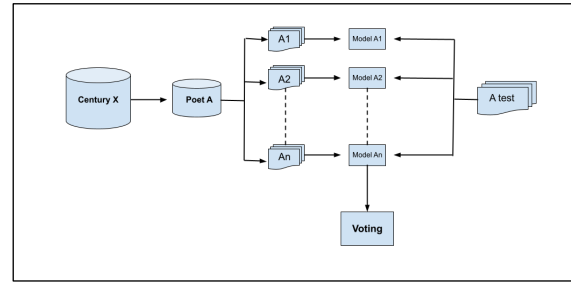 A1
Model A1
A2
Model A2
Century X
Poet A
A test
An
Model An
Voting